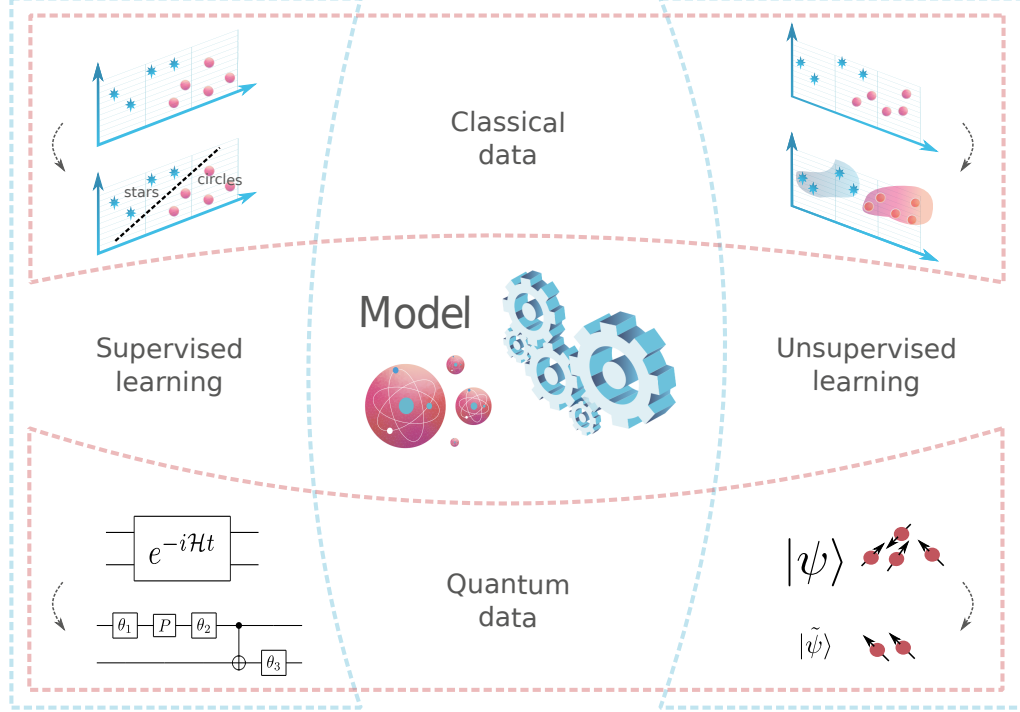 Classical
data
stars
circles
Model
Supervised
learning
Unsupervised
learning
e^{-iℋt}
|ψ⟩
θ₁ P θ₂
θ₃
|ψ̃⟩
Quantum
data